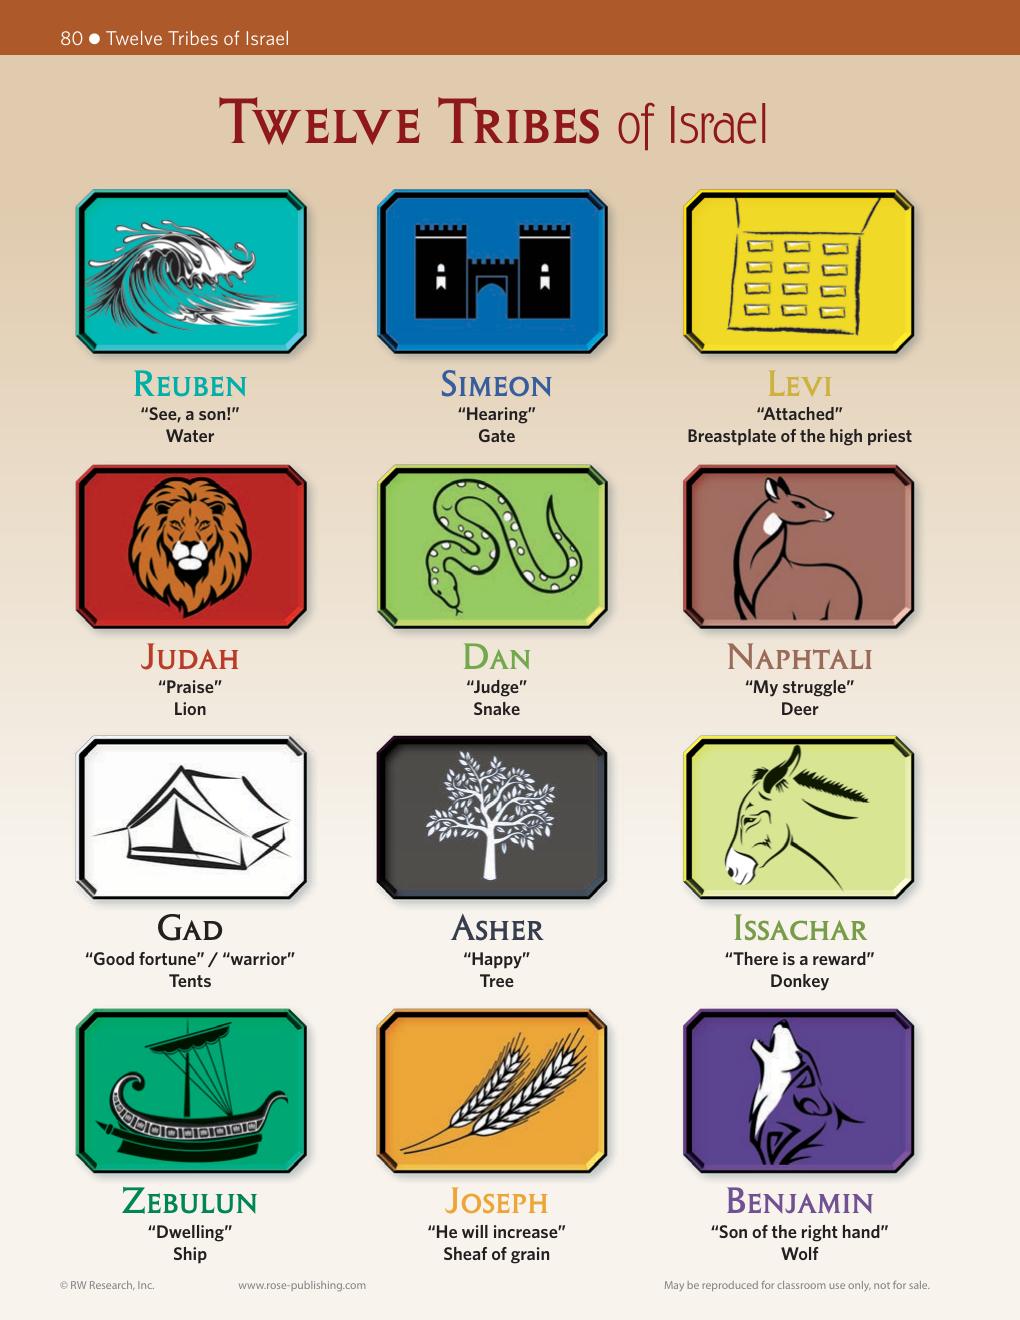 80 ● Twelve Tribes of Israel
Twelve Tribes of Israel
Reuben
“See, a son!”
Water
Simeon
“Hearing”
Gate
Levi
“Attached”
Breastplate of the high priest
Judah
“Praise”
Lion
Dan
“Judge”
Snake
Naphtali
“My struggle”
Deer
Gad
“Good fortune” / “warrior”
Tents
Asher
“Happy”
Tree
Issachar
“There is a reward”
Donkey
Zebulun
“Dwelling”
Ship
Joseph
“He will increase”
Sheaf of grain
Benjamin
“Son of the right hand”
Wolf
© RW Research, Inc.
www.rose-publishing.com
May be reproduced for classroom use only, not for sale.